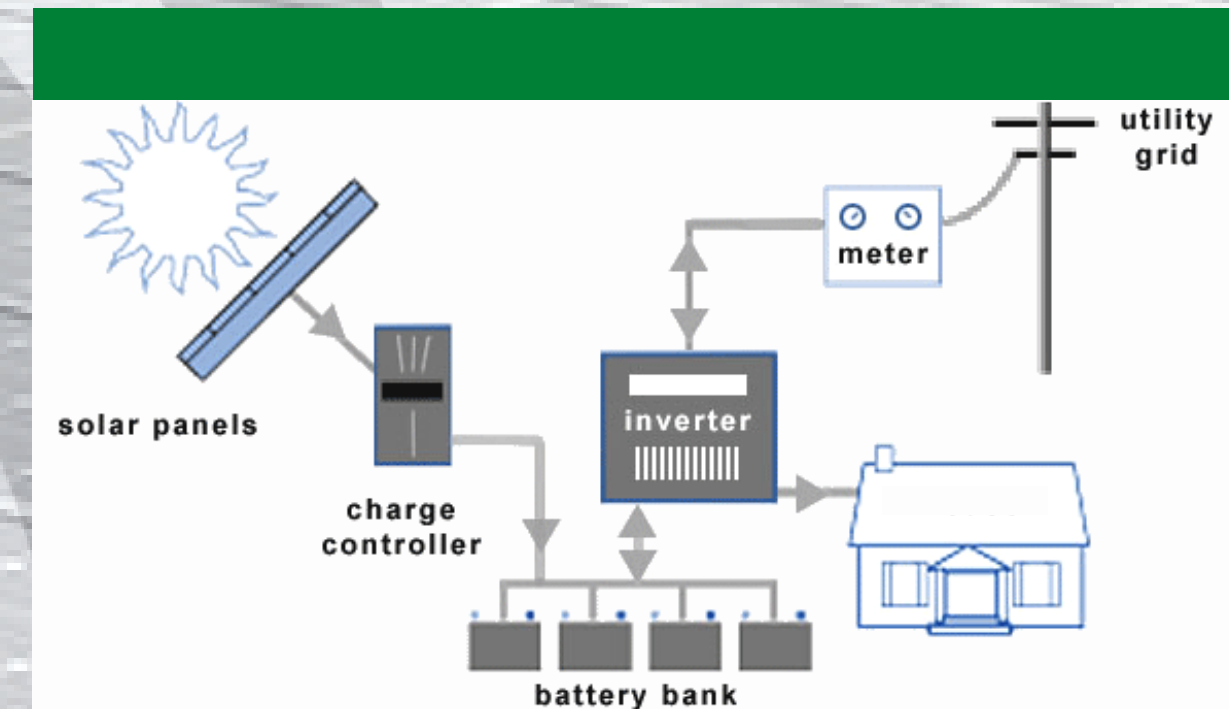 utility
grid
meter
inverter
solar panels
charge
controller
battery bank